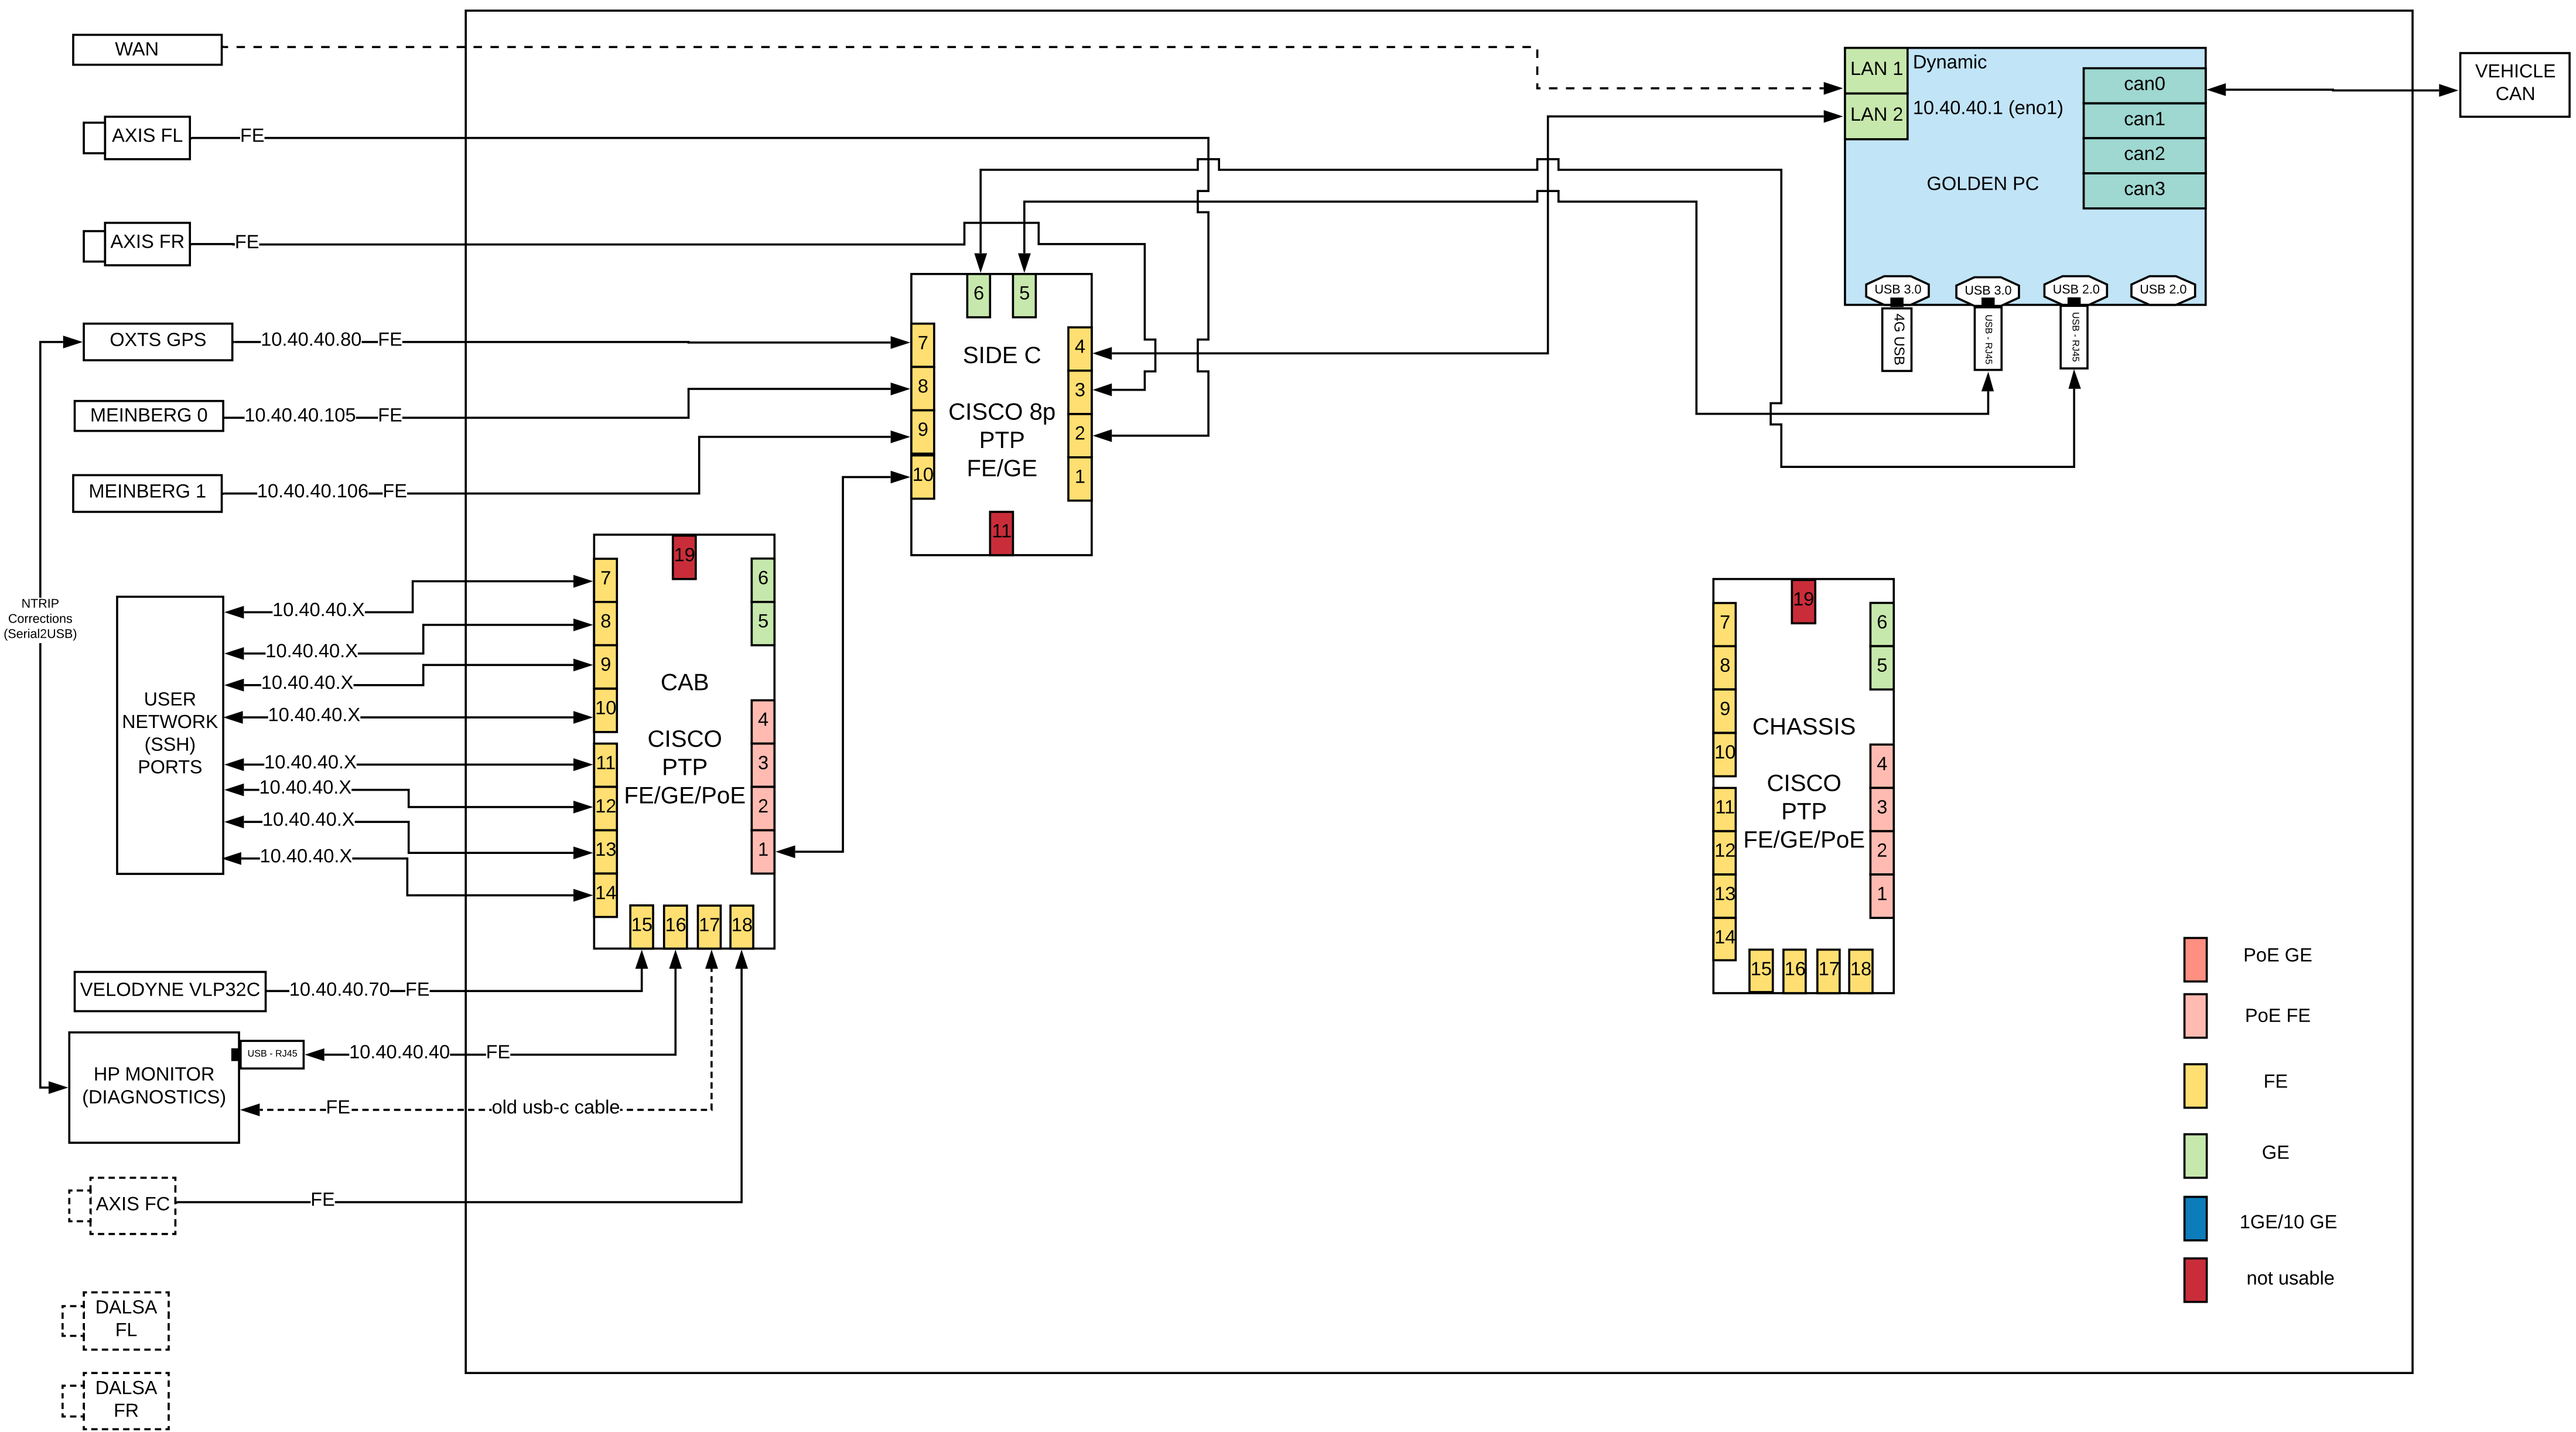 WAN
AXIS FL
FE
AXIS FR
FE
OXTS GPS
10.40.40.80
FE
MEINBERG 0
10.40.40.105
FE
MEINBERG 1
10.40.40.106
FE
NTRIP
Corrections
(Serial2USB)
USER
NETWORK
(SSH)
PORTS
10.40.40.X
10.40.40.X
10.40.40.X
10.40.40.X
10.40.40.X
10.40.40.X
10.40.40.X
10.40.40.X
VELODYNE VLP32C
10.40.40.70
FE
HP MONITOR
(DIAGNOSTICS)
USB - RJ45
10.40.40.40
FE
FE
old usb-c cable
AXIS FC
FE
DALSA
FL
DALSA
FR
19
7
8
9
10
11
12
13
14
15
16
17
18
6
5
4
3
2
1
CAB
CISCO
PTP
FE/GE/PoE
6
5
7
8
9
10
4
3
2
1
11
SIDE C
CISCO 8p
PTP
FE/GE
LAN 1
LAN 2
Dynamic
10.40.40.1 (eno1)
GOLDEN PC
can0
can1
can2
can3
USB 3.0
USB 3.0
USB 2.0
USB 2.0
4G USB
USB - RJ45
USB - RJ45
VEHICLE
CAN
19
7
8
9
10
11
12
13
14
15
16
17
18
6
5
4
3
2
1
CHASSIS
CISCO
PTP
FE/GE/PoE
PoE GE
PoE FE
FE
GE
1GE/10 GE
not usable